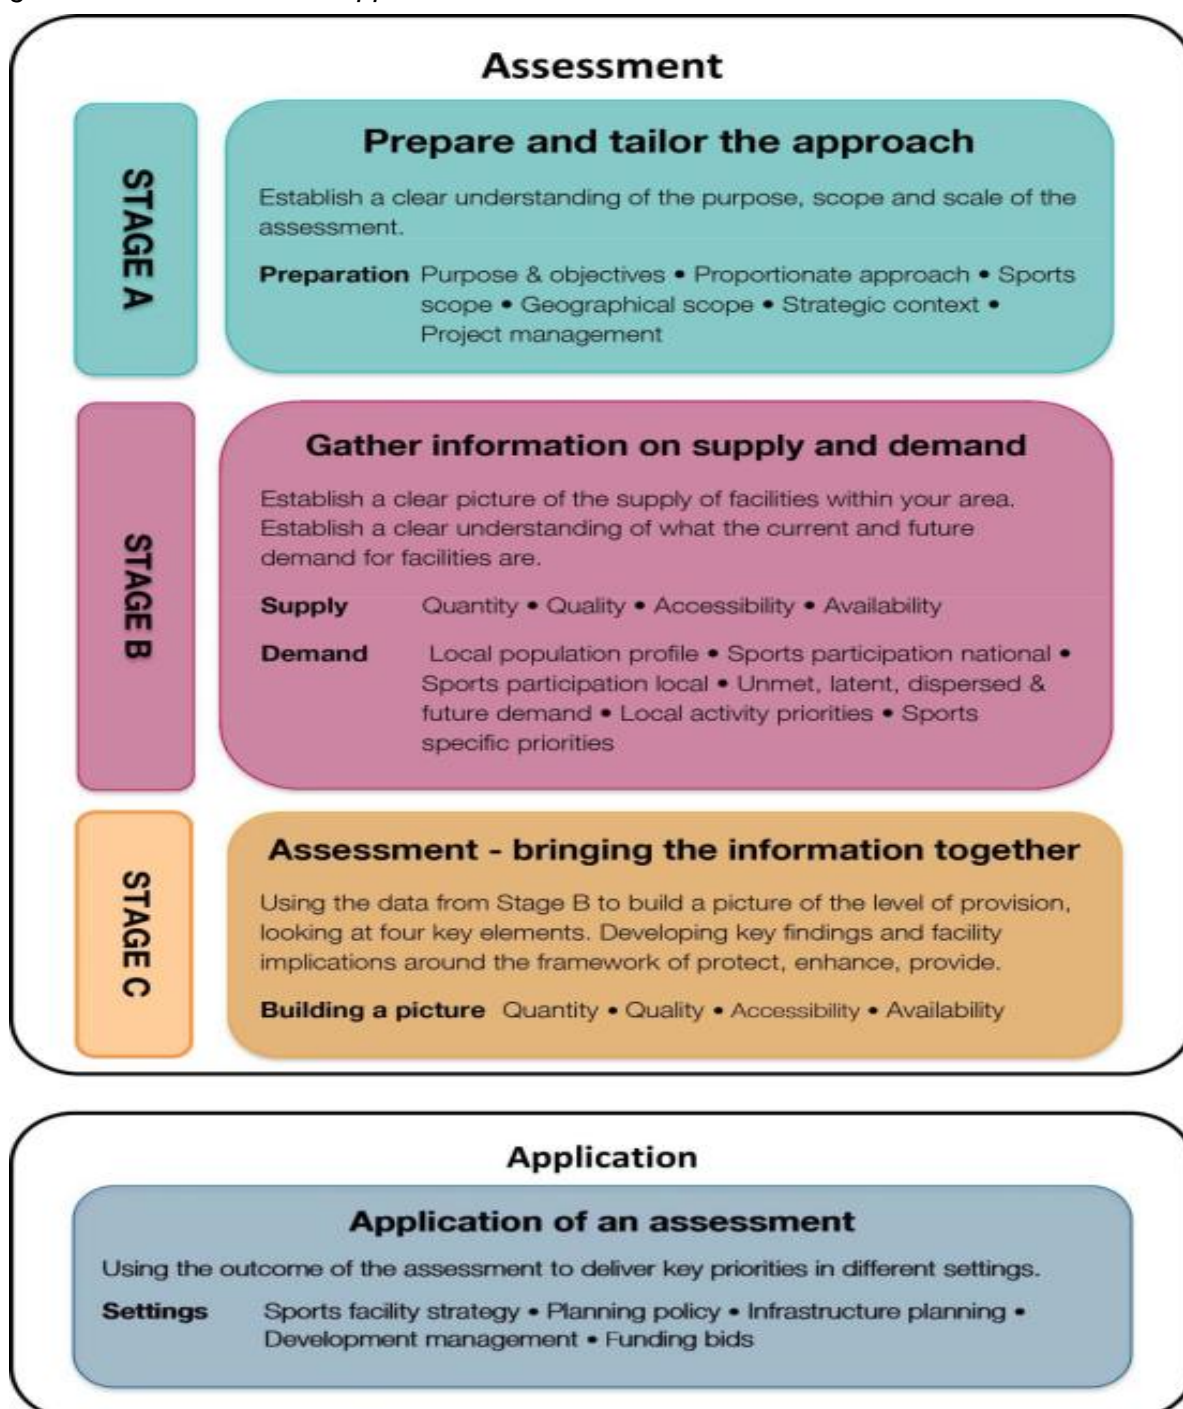 Assessment
STAGE A
Prepare and tailor the approach
Establish a clear understanding of the purpose, scope and scale of the
assessment.
Preparation Purpose & objectives • Proportionate approach • Sports
scope • Geographical scope • Strategic context •
Project management
STAGE B
Gather information on supply and demand
Establish a clear picture of the supply of facilities within your area.
Establish a clear understanding of what the current and future
demand for facilities are.
Supply Quantity • Quality • Accessibility • Availability
Demand Local population profile • Sports participation national •
Sports participation local • Unmet, latent, dispersed &
future demand • Local activity priorities • Sports
specific priorities
STAGE C
Assessment - bringing the information together
Using the data from Stage B to build a picture of the level of provision,
looking at four key elements. Developing key findings and facility
implications around the framework of protect, enhance, provide.
Building a picture Quantity • Quality • Accessibility • Availability
Application
Application of an assessment
Using the outcome of the assessment to deliver key priorities in different settings.
Settings Sports facility strategy • Planning policy • Infrastructure planning •
Development management • Funding bids